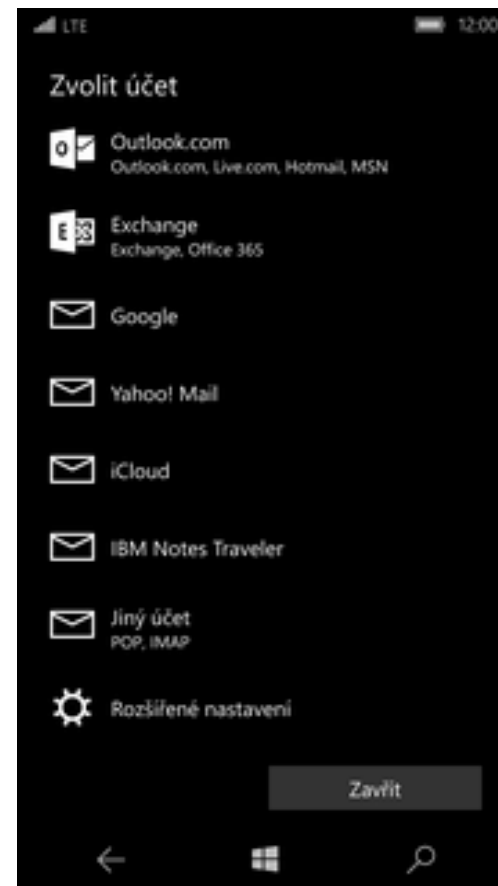 LTE 12:00
Zvolit účet
Outlook.com
Outlook.com, Live.com, Hotmail, MSN
Exchange
Exchange, Office 365
Google
Yahoo! Mail
iCloud
IBM Notes Traveler
Jiný účet
POP, IMAP
Rozšířené nastavení
Zavřít